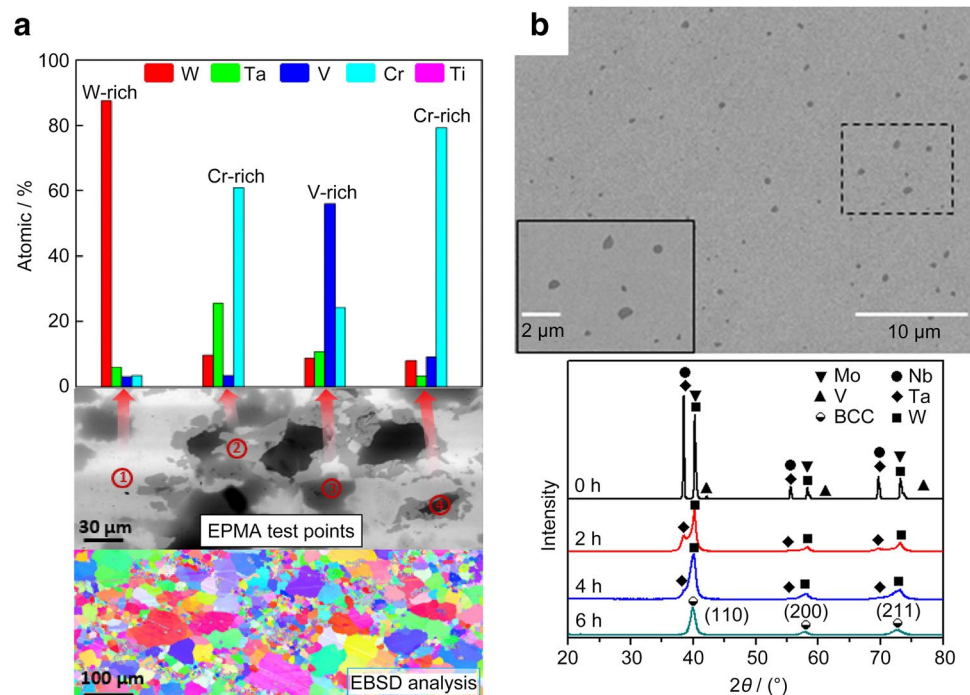 a
100
80
60
40
20
0
Atomic / %
W Ta V Cr Ti
W-rich
Cr-rich
V-rich
Cr-rich
1
2
3
4
30 μm
EPMA test points
100 μm
EBSD analysis
b
2 μm
10 μm
Mo Nb
V Ta
BCC W
0 h
2 h
4 h
6 h
(110) (200) (211)
Intensity
20 30 40 50 60 70 80
2θ / (°)